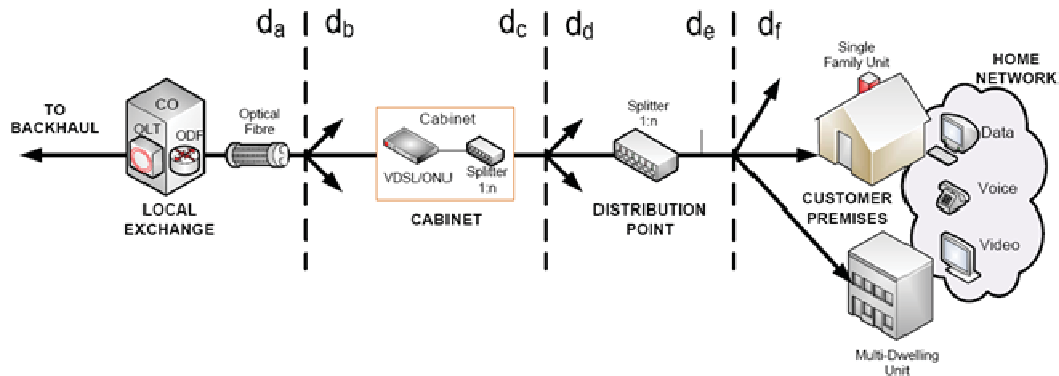 da
db
dc
dd
de
df
TO
BACKHAUL
CO
OLT
ODF
Optical
Fibre
LOCAL
EXCHANGE
Cabinet
VDSL/ONU
Splitter
1:n
CABINET
Splitter
1:n
DISTRIBUTION
POINT
Single
Family Unit
HOME
NETWORK
Data
Voice
Video
CUSTOMER
PREMISES
Multi-Dwelling
Unit